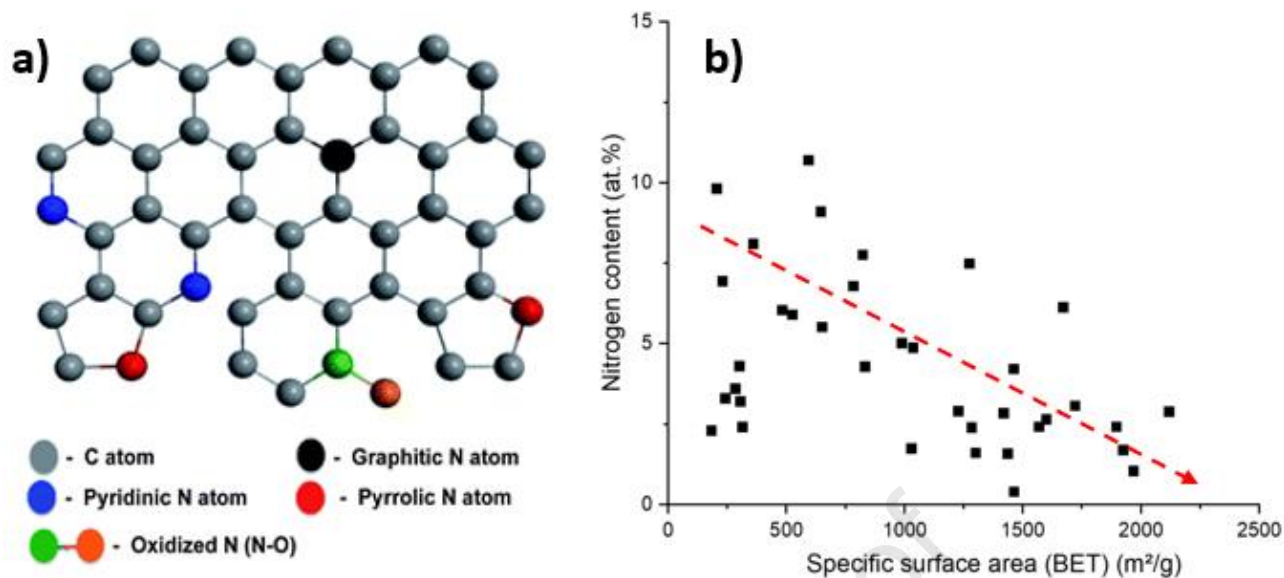 a)
- C atom
- Graphitic N atom
- Pyridinic N atom
- Pyrrolic N atom
- Oxidized N (N-O)
b)
15
10
5
0
Nitrogen content (at.%)
0
500
1000
1500
2000
2500
Specific surface area (BET) (m²/g)